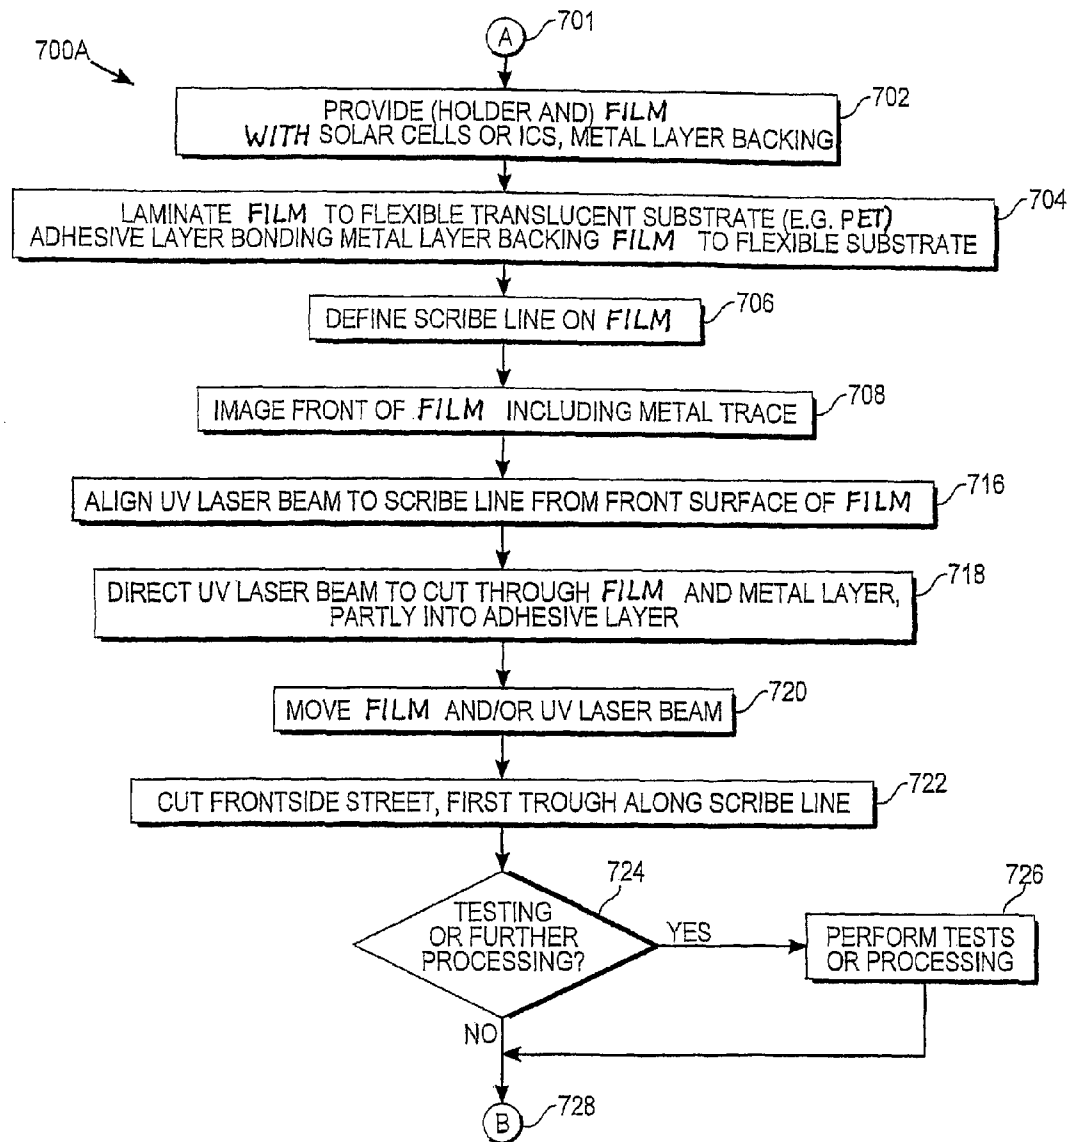 A
701
700A
702
PROVIDE (HOLDER AND) FILM
WITH SOLAR CELLS OR ICS, METAL LAYER BACKING
704
LAMINATE FILM TO FLEXIBLE TRANSLUCENT SUBSTRATE (E.G. PET)
ADHESIVE LAYER BONDING METAL LAYER BACKING FILM TO FLEXIBLE SUBSTRATE
DEFINE SCRIBE LINE ON FILM
706
IMAGE FRONT OF FILM INCLUDING METAL TRACE
708
ALIGN UV LASER BEAM TO SCRIBE LINE FROM FRONT SURFACE OF FILM
716
DIRECT UV LASER BEAM TO CUT THROUGH FILM AND METAL LAYER,
PARTLY INTO ADHESIVE LAYER
718
MOVE FILM AND/OR UV LASER BEAM
720
CUT FRONTSIDE STREET, FIRST TROUGH ALONG SCRIBE LINE
722
724
TESTING
OR FURTHER
PROCESSING?
YES
726
PERFORM TESTS
OR PROCESSING
NO
B
728